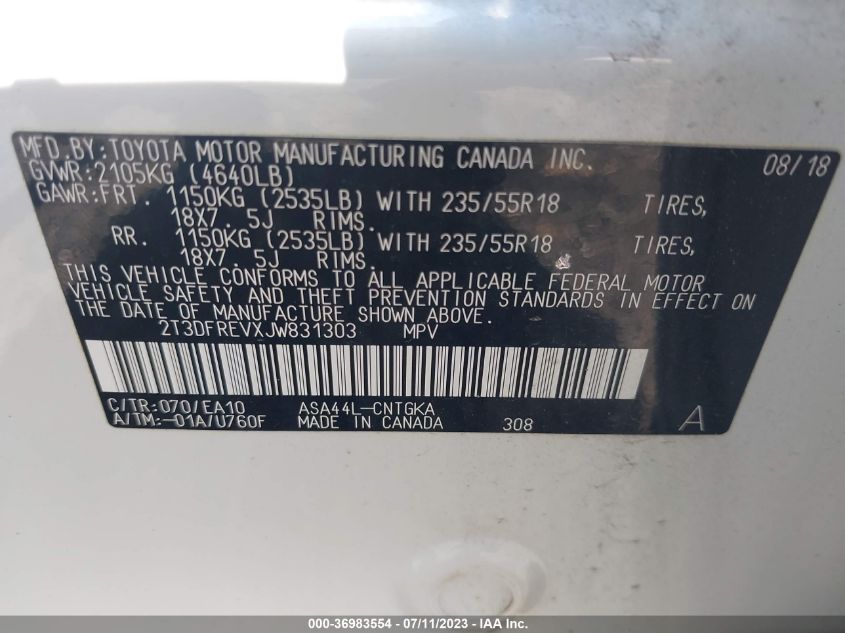 MFD.BY:TOYOTA MOTOR MANUFACTURING CANADA INC. 08/18
GVWR:2105KG (4640LB)
GAWR:FRT. 1150KG (2535LB) WITH 235/55R18 TIRES,
18X7. 5J RIMS.
RR. 1150KG (2535LB) WITH 235/55R18 TIRES,
18X7. 5J RIMS.
THIS VEHICLE CONFORMS TO ALL APPLICABLE FEDERAL MOTOR
VEHICLE SAFETY AND THEFT PREVENTION STANDARDS IN EFFECT ON
THE DATE OF MANUFACTURE SHOWN ABOVE.
2T3DFREVXJW831303 MPV
C/TR:070/EA10 ASA44L-CNTGKA
A/TM:-01A/U760F MADE IN CANADA 308 A
000-36983554 - 07/11/2023 - IAA Inc.